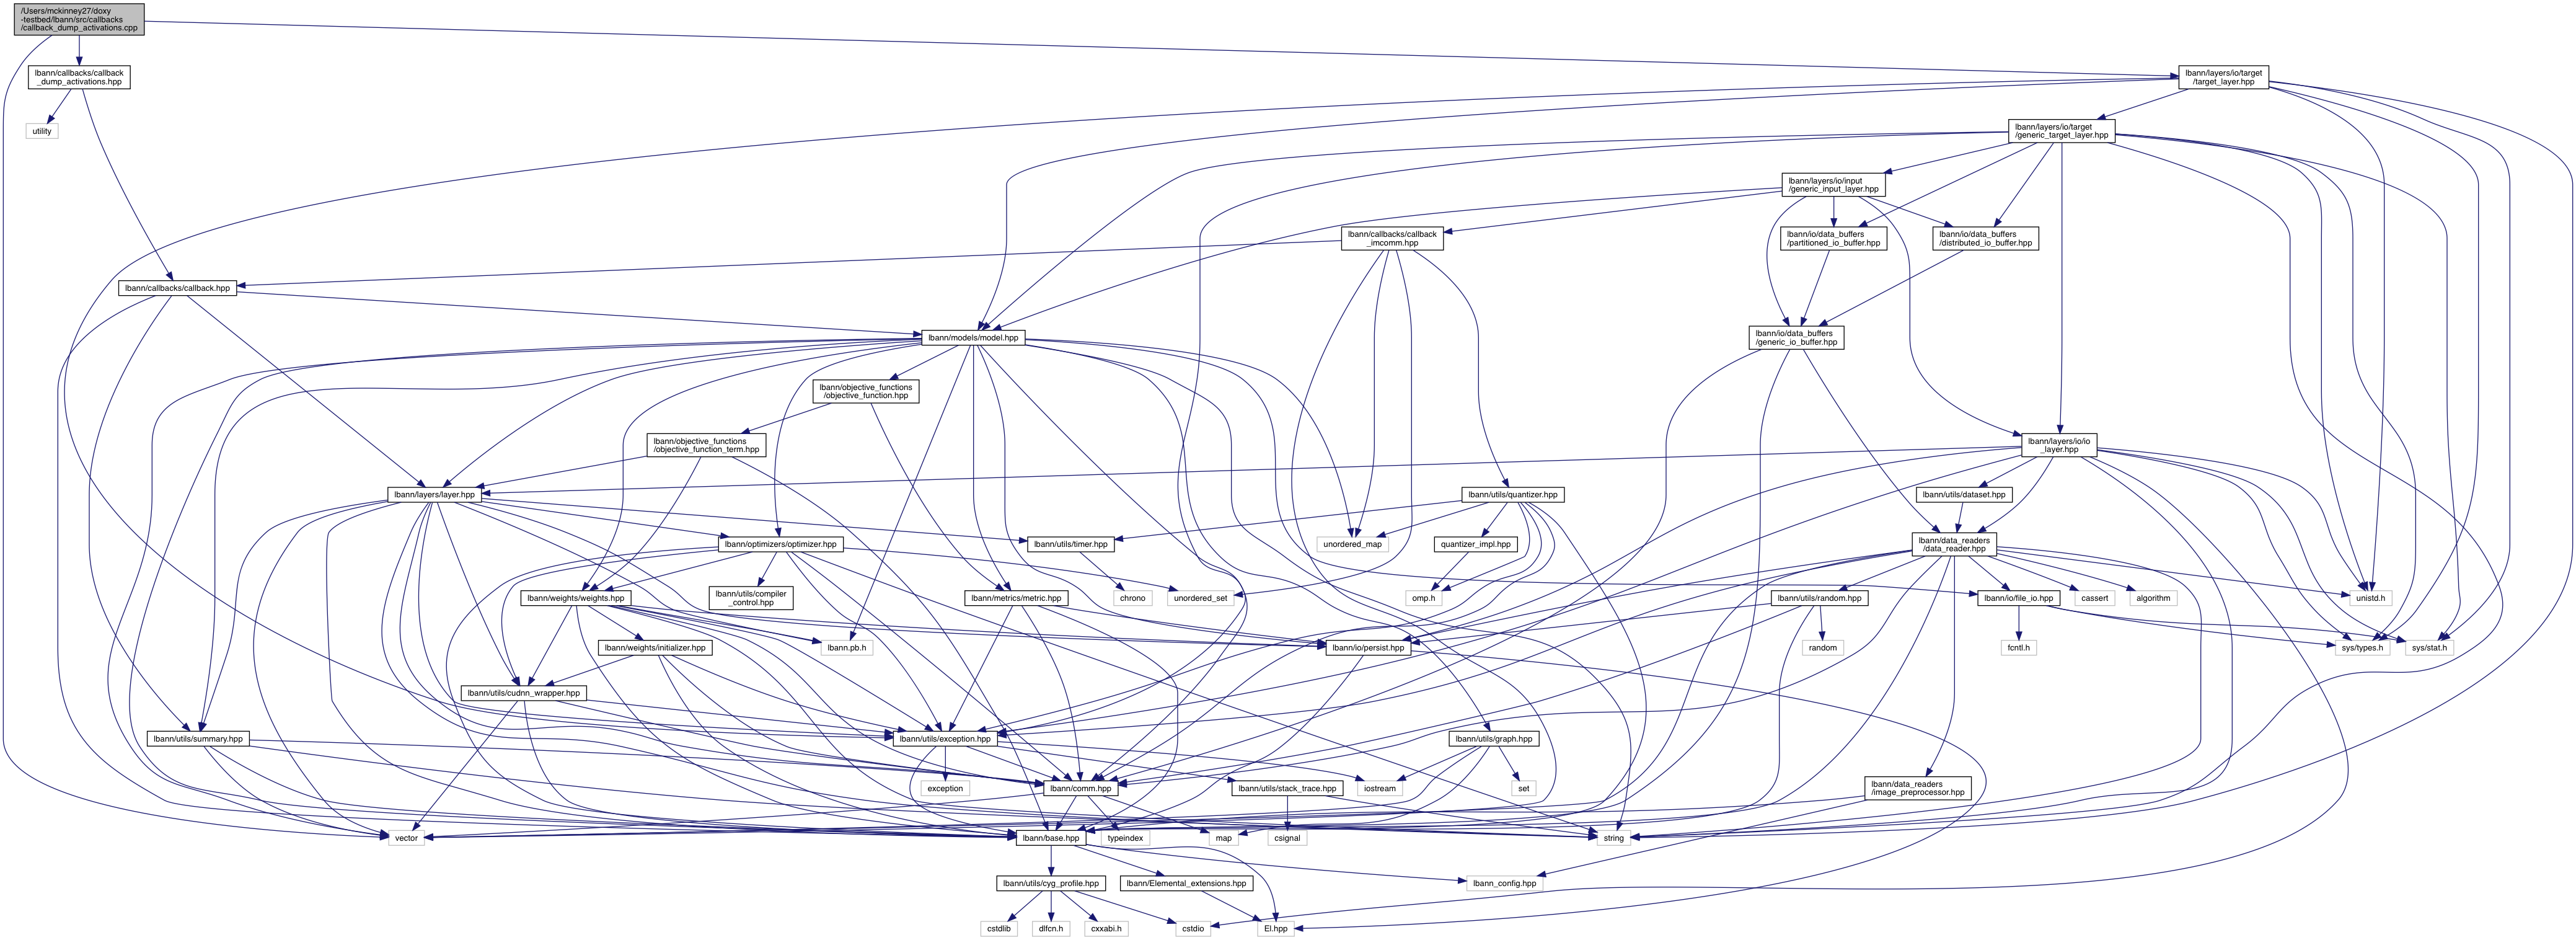 /Users/mckinney27/doxy
-testbed/lbann/src/callbacks
/callback_dump_activations.cpp
lbann/callbacks/callback
_dump_activations.hpp
lbann/layers/io/target
/target_layer.hpp
utility
lbann/layers/io/target
/generic_target_layer.hpp
lbann/layers/io/input
/generic_input_layer.hpp
lbann/callbacks/callback
_imcomm.hpp
lbann/io/data_buffers
/partitioned_io_buffer.hpp
lbann/io/data_buffers
/distributed_io_buffer.hpp
lbann/callbacks/callback.hpp
lbann/models/model.hpp
lbann/io/data_buffers
/generic_io_buffer.hpp
lbann/objective_functions
/objective_function.hpp
lbann/objective_functions
/objective_function_term.hpp
lbann/layers/io/io
_layer.hpp
lbann/layers/layer.hpp
lbann/utils/quantizer.hpp
lbann/utils/dataset.hpp
lbann/optimizers/optimizer.hpp
lbann/utils/timer.hpp
unordered_map
quantizer_impl.hpp
lbann/data_readers
/data_reader.hpp
lbann/weights/weights.hpp
lbann/utils/compiler
_control.hpp
lbann/metrics/metric.hpp
chrono
unordered_set
omp.h
lbann/utils/random.hpp
lbann/io/file_io.hpp
cassert
algorithm
unistd.h
lbann/weights/initializer.hpp
lbann.pb.h
lbann/io/persist.hpp
random
fcntl.h
sys/types.h
sys/stat.h
lbann/utils/cudnn_wrapper.hpp
lbann/utils/summary.hpp
lbann/utils/exception.hpp
lbann/utils/graph.hpp
exception
lbann/comm.hpp
lbann/utils/stack_trace.hpp
iostream
set
lbann/data_readers
/image_preprocessor.hpp
vector
lbann/base.hpp
typeindex
map
csignal
string
lbann/utils/cyg_profile.hpp
lbann/Elemental_extensions.hpp
lbann_config.hpp
cstdlib
dlfcn.h
cxxabi.h
cstdio
El.hpp